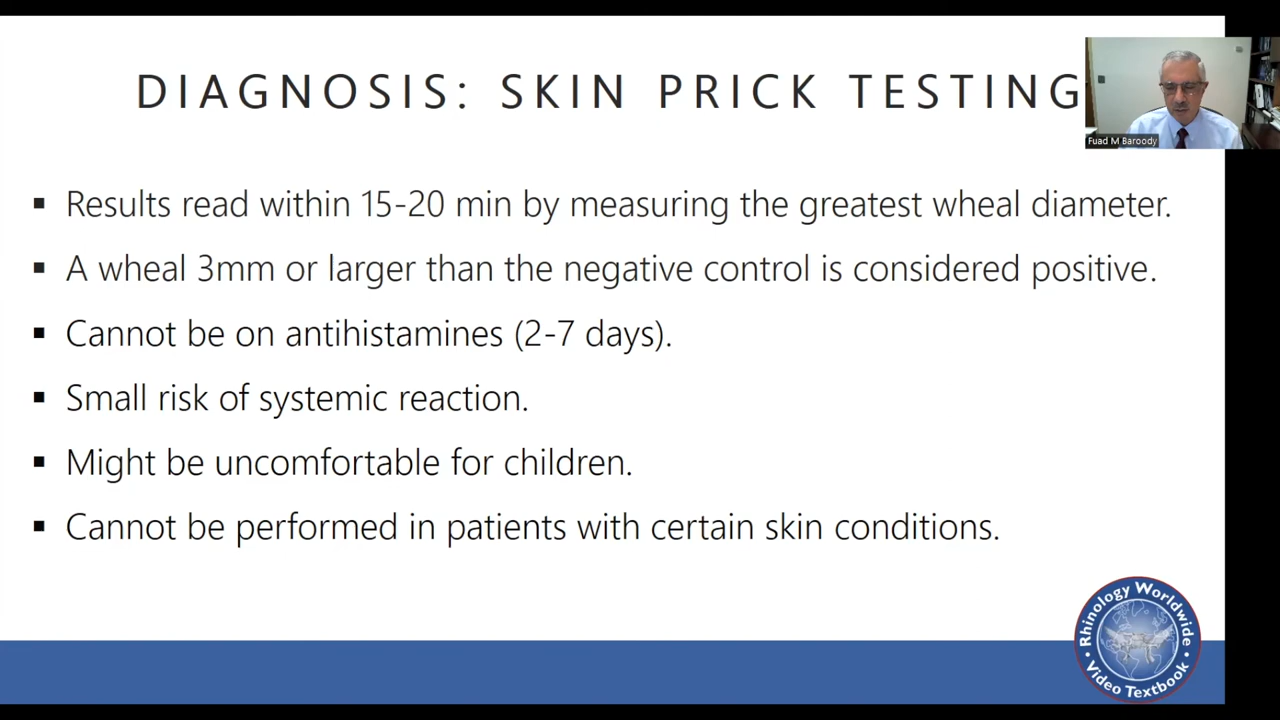 DIAGNOSIS: SKIN PRICK TESTING
Fuad M Baroody
▪ Results read within 15-20 min by measuring the greatest wheal diameter.
▪ A wheal 3mm or larger than the negative control is considered positive.
▪ Cannot be on antihistamines (2-7 days).
▪ Small risk of systemic reaction.
▪ Might be uncomfortable for children.
▪ Cannot be performed in patients with certain skin conditions.
Rhinology Worldwide
• Video Textbook •